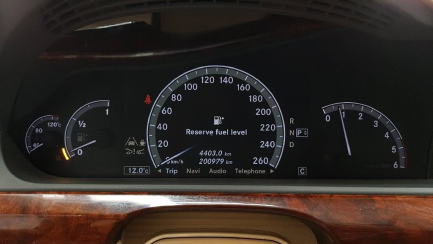 120°C
80
40
1
½
0
0
20
40
60
80
100
120
140
160
180
200
220
240
260
Reserve fuel level
km/h
4403.0 km
200979 km
R
N
D
P
12.0°C
Trip Navi Audio Telephone
C
0
1
2
3
4
5
6